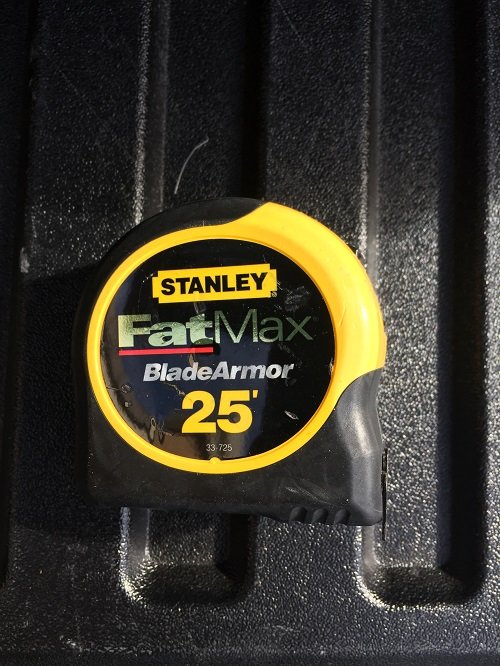 STANLEY
FatMax
BladeArmor
25'
33-725